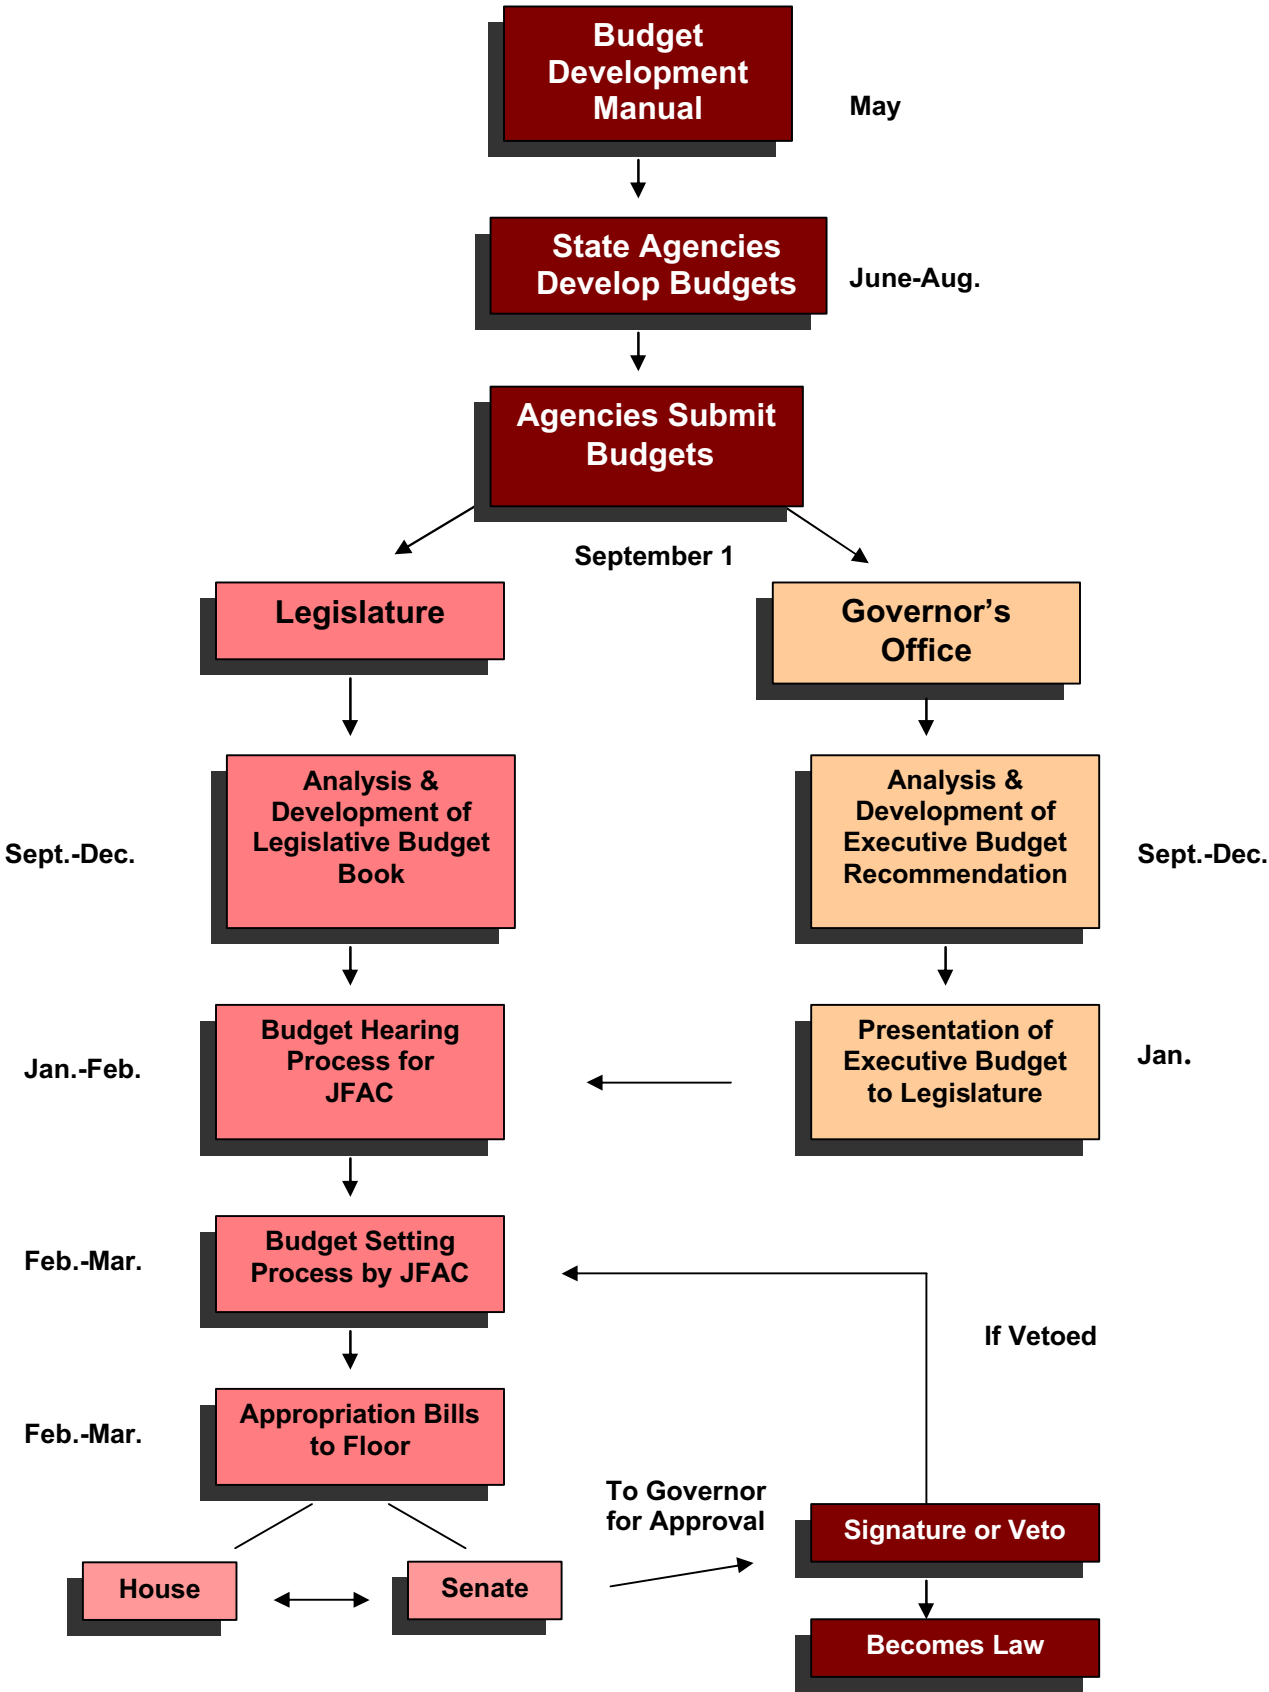 Budget
Development
Manual
May
State Agencies
Develop Budgets
June-Aug.
Agencies Submit
Budgets
September 1
Legislature
Governor’s
Office
Analysis &
Development of
Legislative Budget
Book
Sept.-Dec.
Analysis &
Development of
Executive Budget
Recommendation
Sept.-Dec.
Budget Hearing
Process for
JFAC
Jan.-Feb.
Presentation of
Executive Budget
to Legislature
Jan.
Budget Setting
Process by JFAC
Feb.-Mar.
If Vetoed
Appropriation Bills
to Floor
Feb.-Mar.
To Governor
for Approval
Signature or Veto
House
Senate
Becomes Law